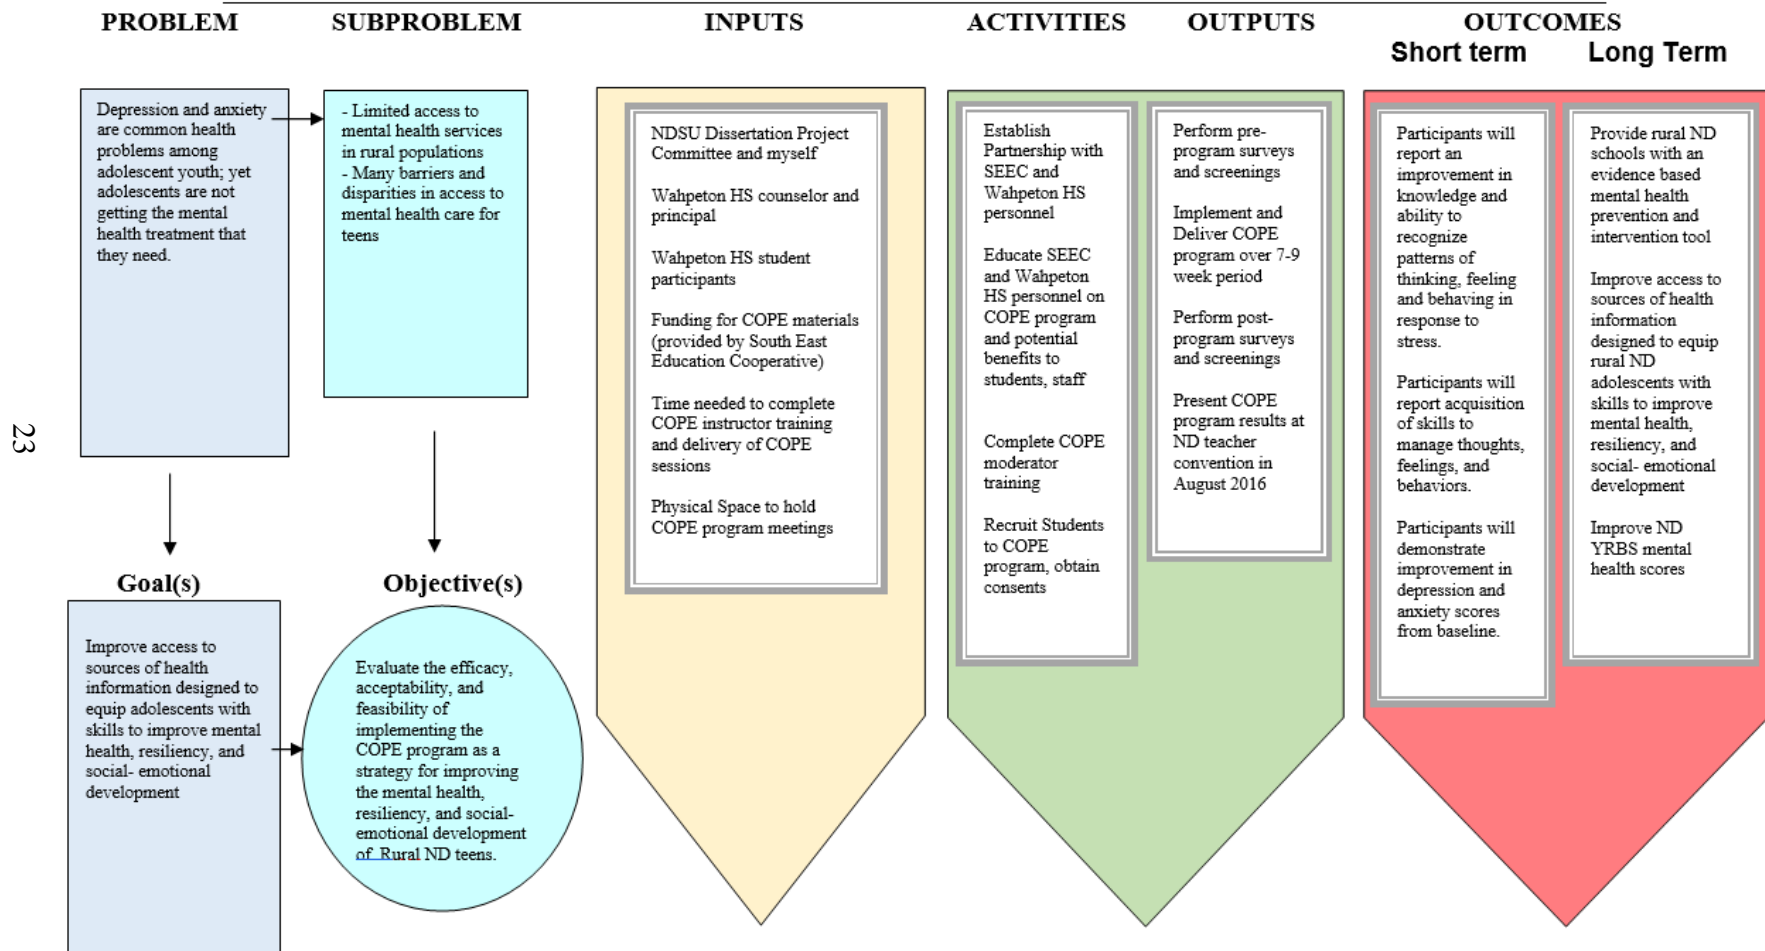 PROBLEM
SUBPROBLEM
INPUTS
ACTIVITIES
OUTPUTS
OUTCOMES
Short term
Long Term
Depression and anxiety
are common health
problems among
adolescent youth; yet
adolescents are not
getting the mental
health treatment that
they need.
- Limited access to
mental health services
in rural populations
- Many barriers and
disparities in access to
mental health care for
teens
Goal(s)
Improve access to
sources of health
information designed to
equip adolescents with
skills to improve mental
health, resiliency, and
social- emotional
development
Objective(s)
Evaluate the efficacy,
acceptability, and
feasibility of
implementing the
COPE program as a
strategy for improving
the mental health,
resiliency, and social-
emotional development
of Rural ND teens.
NDSU Dissertation Project
Committee and myself
Wahpeton HS counselor and
principal
Wahpeton HS student
participants
Funding for COPE materials
(provided by South East
Education Cooperative)
Time needed to complete
COPE instructor training
and delivery of COPE
sessions
Physical Space to hold
COPE program meetings
Establish
Partnership with
SEEC and
Wahpeton HS
personnel
Educate SEEC
and Wahpeton
HS personnel on
COPE program
and potential
benefits to
students, staff
Complete COPE
moderator
training
Recruit Students
to COPE
program, obtain
consents
Perform pre-
program surveys
and screenings
Implement and
Deliver COPE
program over 7-9
week period
Perform post-
program surveys
and screenings
Present COPE
program results at
ND teacher
convention in
August 2016
Participants will
report an
improvement in
knowledge and
ability to
recognize
patterns of
thinking, feeling
and behaving in
response to
stress.
Participants will
report acquisition
of skills to
manage thoughts,
feelings, and
behaviors.
Participants will
demonstrate
improvement in
depression and
anxiety scores
from baseline.
Provide rural ND
schools with an
evidence based
mental health
prevention and
intervention tool
Improve access to
sources of health
information
designed to equip
rural ND
adolescents with
skills to improve
mental health,
resiliency, and
social- emotional
development
Improve ND
YRBS mental
health scores
23